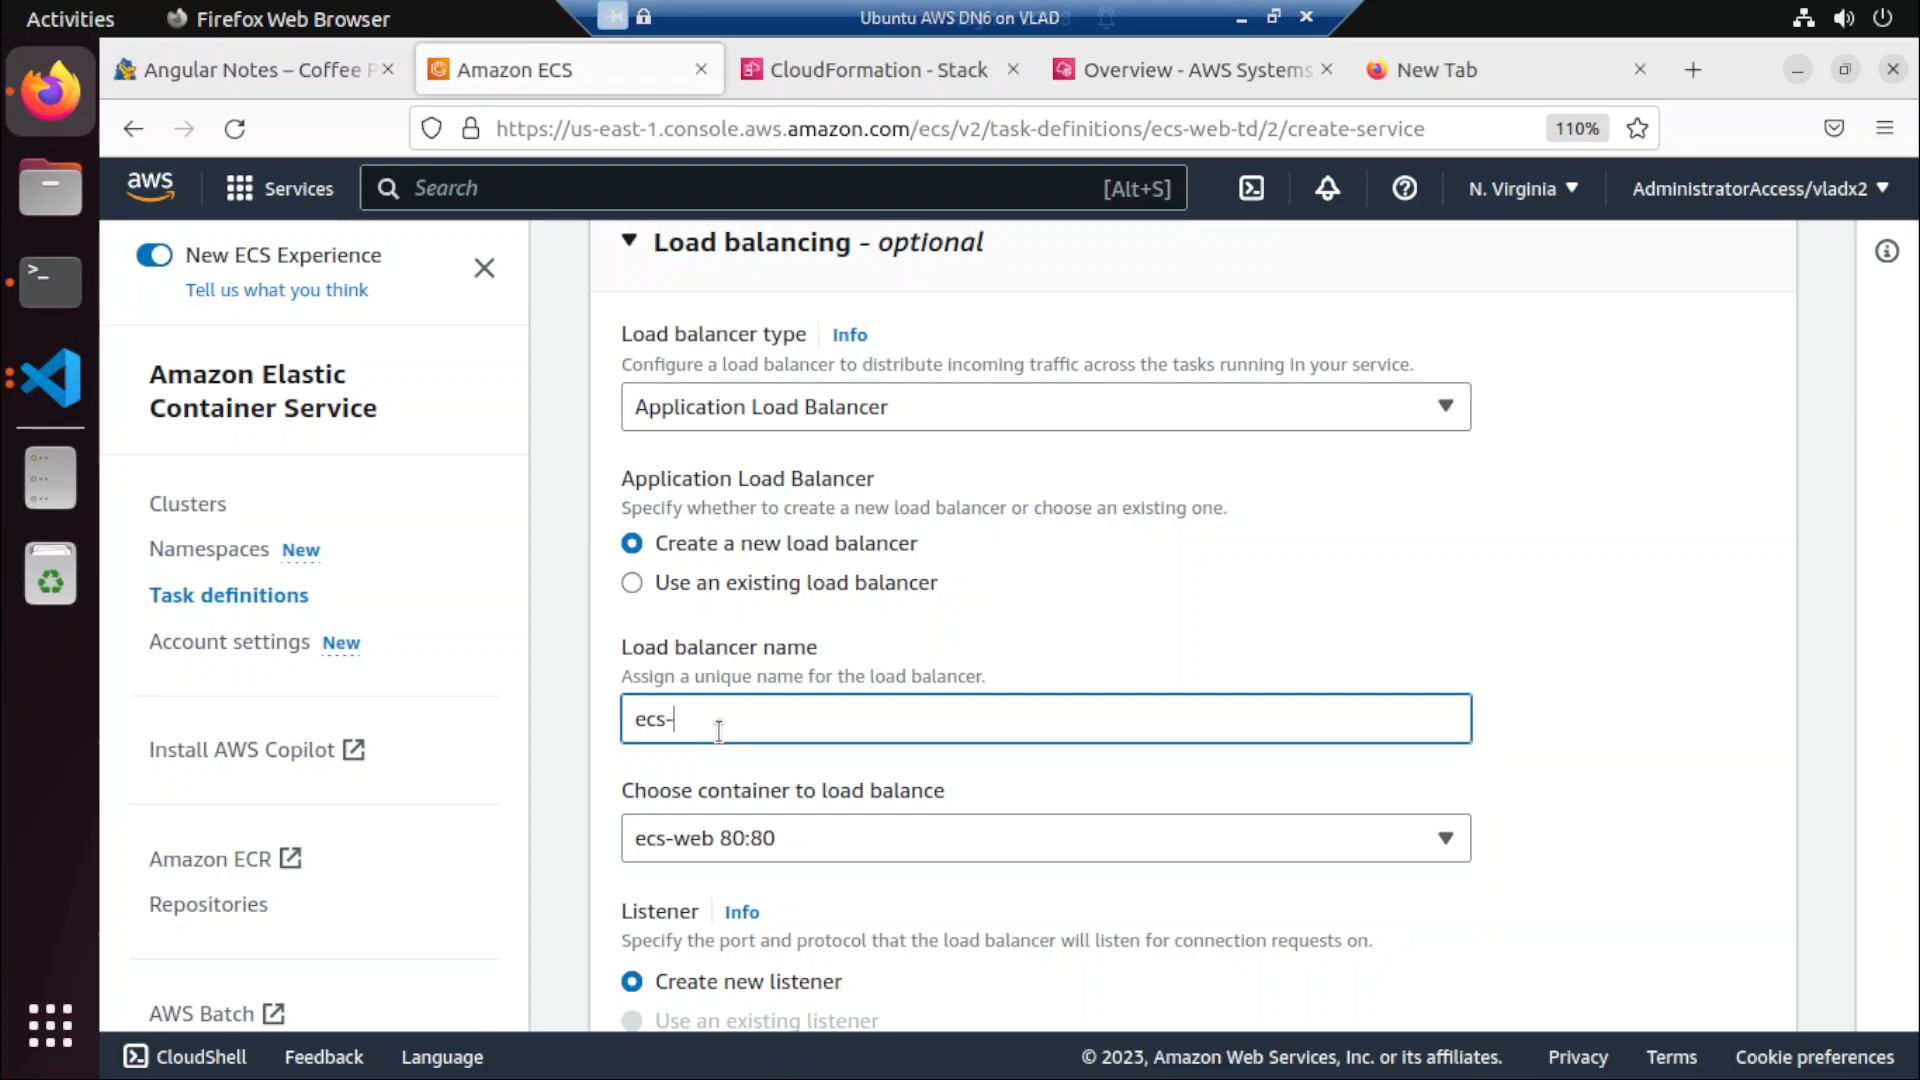 Activities
Firefox Web Browser
Ubuntu AWS DN6 on VLAD
Angular Notes – Coffee P
Amazon ECS
CloudFormation - Stack
Overview - AWS Systems
New Tab
https://us-east-1.console.aws.amazon.com/ecs/v2/task-definitions/ecs-web-td/2/create-service
110%
aws
Services
Search
[Alt+S]
N. Virginia
AdministratorAccess/vladx2
New ECS Experience
Tell us what you think
Amazon Elastic
Container Service
Clusters
Namespaces New
Task definitions
Account settings New
Install AWS Copilot
Amazon ECR
Repositories
AWS Batch
Load balancing - optional
Load balancer type Info
Configure a load balancer to distribute incoming traffic across the tasks running in your service.
Application Load Balancer
Application Load Balancer
Specify whether to create a new load balancer or choose an existing one.
Create a new load balancer
Use an existing load balancer
Load balancer name
Assign a unique name for the load balancer.
ecs-
Choose container to load balance
ecs-web 80:80
Listener Info
Specify the port and protocol that the load balancer will listen for connection requests on.
Create new listener
Use an existing listener
CloudShell
Feedback
Language
© 2023, Amazon Web Services, Inc. or its affiliates.
Privacy
Terms
Cookie preferences